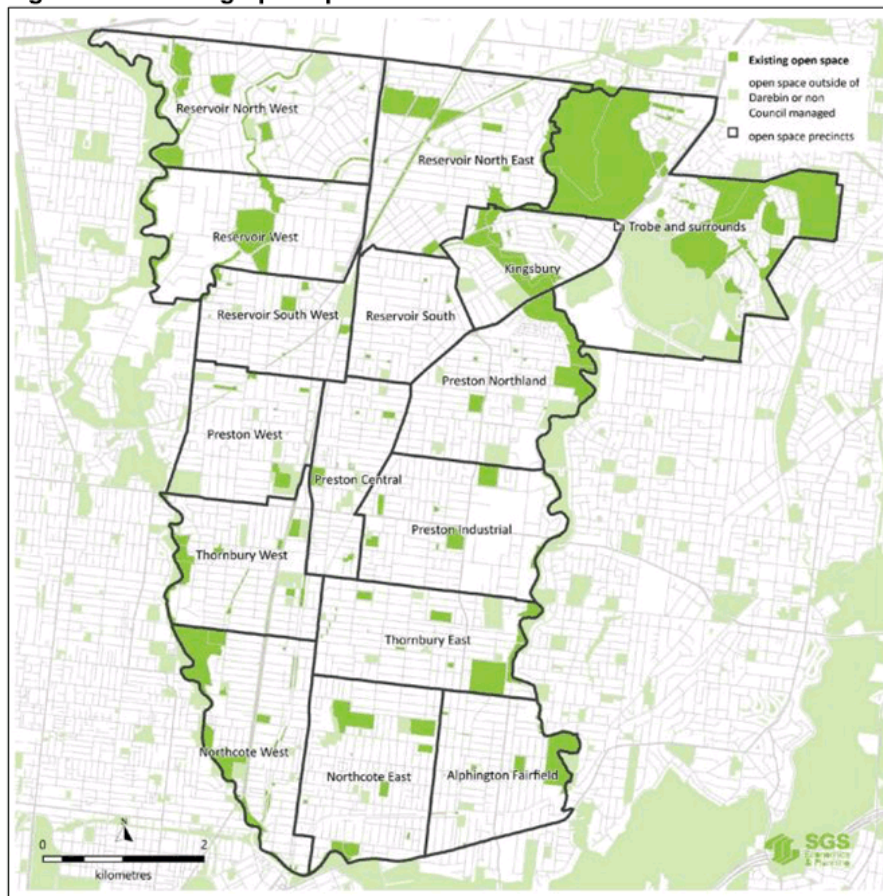 Existing open space
open space outside of
Darebin or non
Council managed
open space precincts
Reservoir North West
Reservoir North East
La Trobe and surrounds
Reservoir West
Kingsbury
Reservoir South West
Reservoir South
Preston Northland
Preston West
Preston Central
Preston Industrial
Thornbury West
Thornbury East
Northcote West
Northcote East
Alphington Fairfield
N
0
2
kilometres
SGS
Economics
& Planning